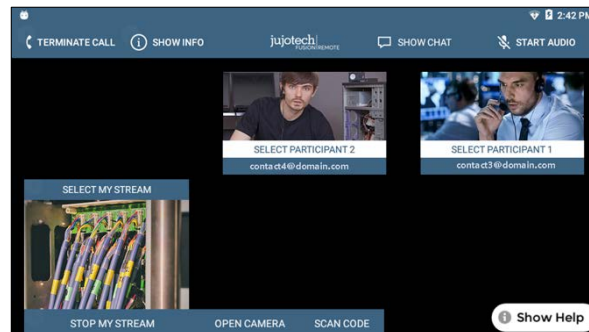 2:42 PM
TERMINATE CALL
SHOW INFO
jujotech
FUSION REMOTE
SHOW CHAT
START AUDIO
SELECT PARTICIPANT 2
contact4@domain.com
SELECT PARTICIPANT 1
contact3@domain.com
SELECT MY STREAM
STOP MY STREAM
OPEN CAMERA
SCAN CODE
Show Help